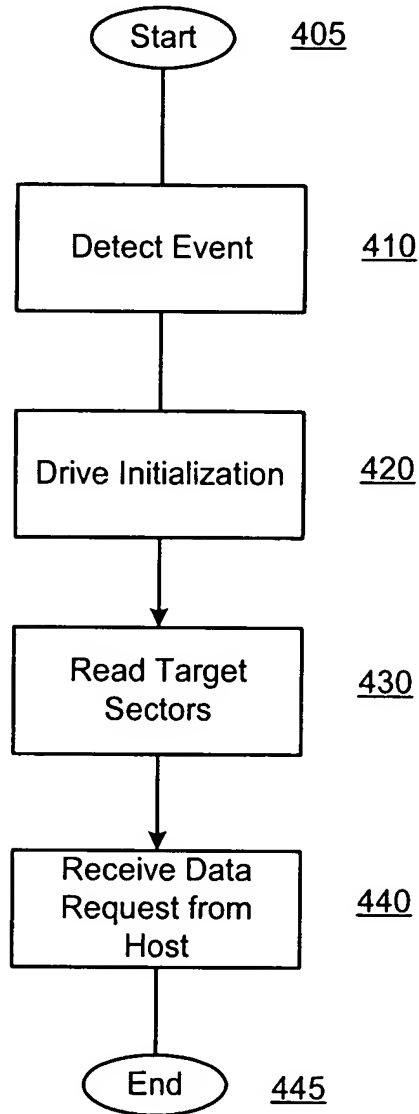 Start 405
Detect Event 410
Drive Initialization 420
Read Target 430
Sectors
Receive Data
Request from 440
Host
End 445